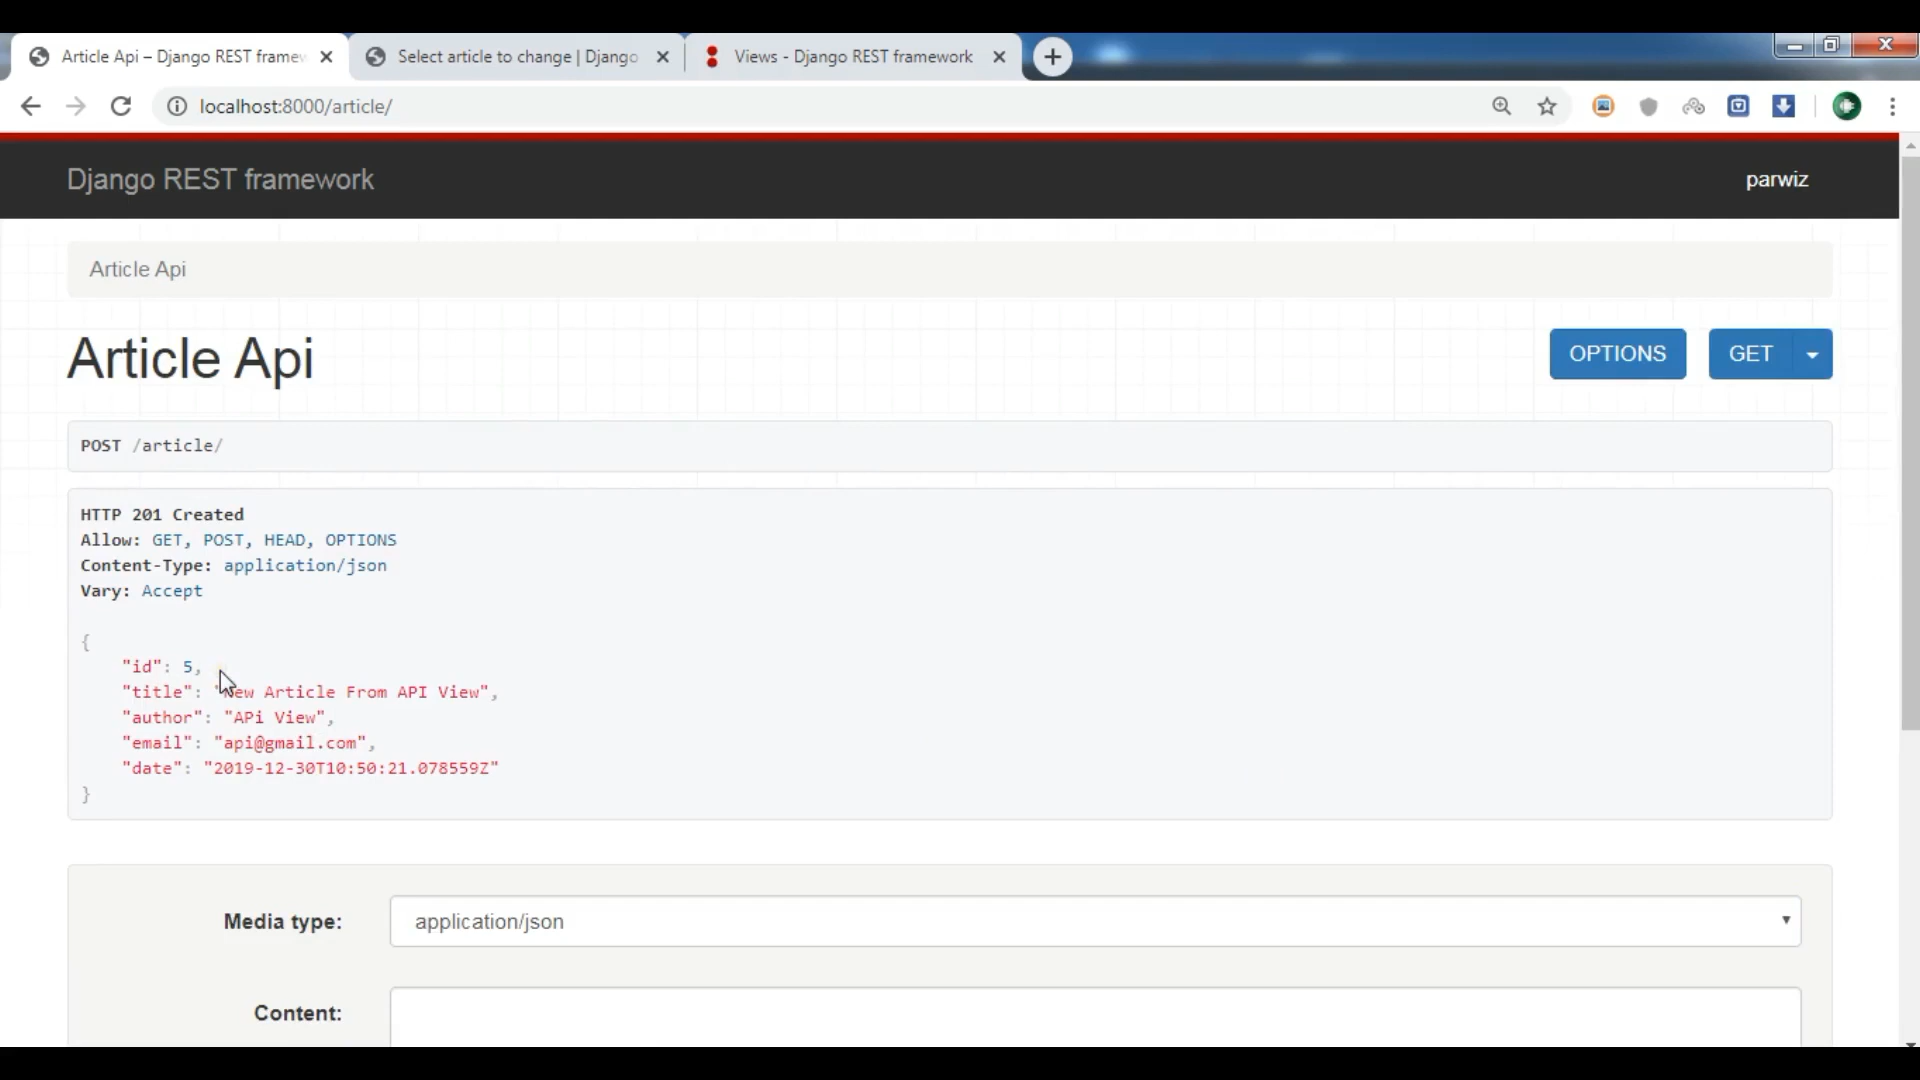 Article Api – Django REST framew
Select article to change | Django
Views - Django REST framework
localhost:8000/article/
Django REST framework
parwiz
Article Api
Article Api
OPTIONS
GET
POST /article/
HTTP 201 Created
Allow: GET, POST, HEAD, OPTIONS
Content-Type: application/json
Vary: Accept
{
"id": 5,
"title": "New Article From API View",
"author": "APi View",
"email": "api@gmail.com",
"date": "2019-12-30T10:50:21.078559Z"
}
Media type:
application/json
Content: